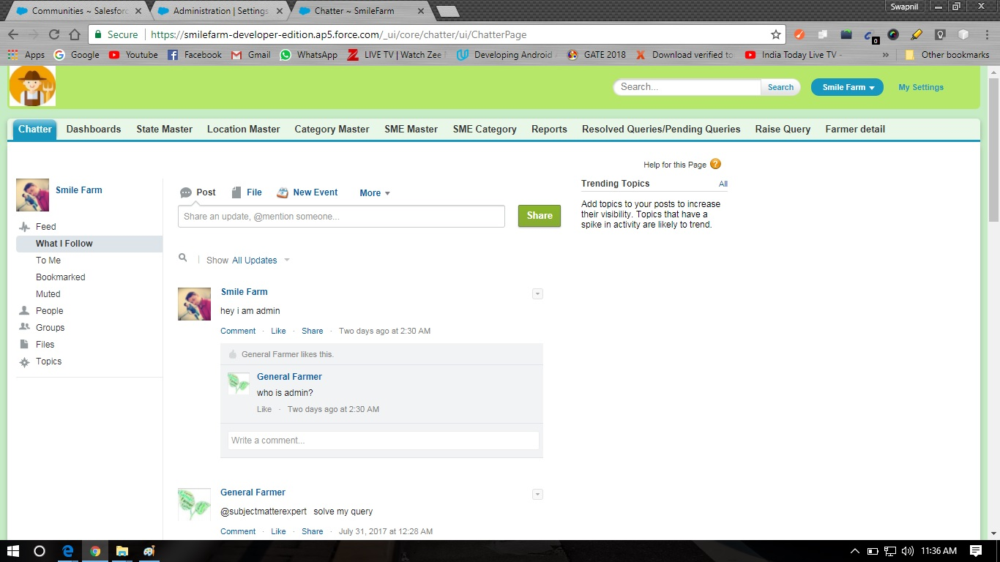 Communities ~ Salesforc
Administration | Settings
Chatter ~ SmileFarm
Swapnil
Secure
https://smilefarm-developer-edition.ap5.force.com/_ui/core/chatter/ui/ChatterPage
0
Apps
Google
Youtube
Facebook
Gmail
WhatsApp
LIVE TV | Watch Zee
Developing Android
GATE 2018
Download verified to
India Today Live TV -
»
Other bookmarks
Search...
Search
Smile Farm
My Settings
Chatter
Dashboards
State Master
Location Master
Category Master
SME Master
SME Category
Reports
Resolved Queries/Pending Queries
Raise Query
Farmer detail
Help for this Page ?
Smile Farm
Feed
What I Follow
To Me
Bookmarked
Muted
People
Groups
Files
Topics
Post
File
New Event
More
Share an update, @mention someone...
Share
Show All Updates
Trending Topics
All
Add topics to your posts to increase
their visibility. Topics that have a
spike in activity are likely to trend.
Smile Farm
hey i am admin
Comment · Like · Share · Two days ago at 2:30 AM
General Farmer likes this.
General Farmer
who is admin?
Like · Two days ago at 2:30 AM
Write a comment...
General Farmer
@subjectmatterexpert solve my query
Comment · Like · Share · July 31, 2017 at 12:28 AM
11:36 AM